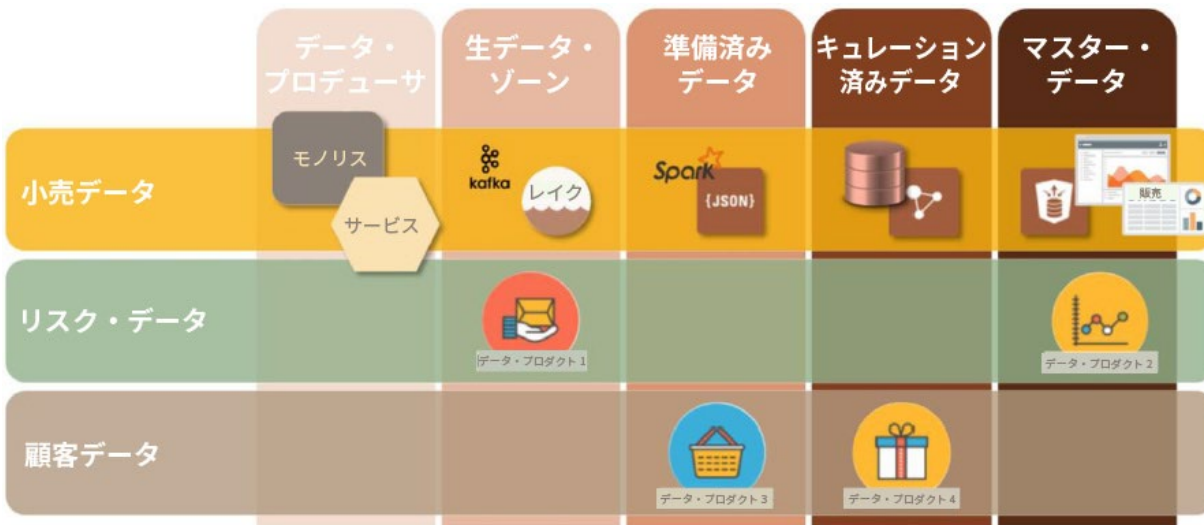 データ・
プロデューサ
生データ・
ゾーン
準備済み
データ
キュレーション
済みデータ
マスター・
データ
小売データ
モノリス
サービス
kafka
レイク
Spark
{JSON}
販売
リスク・データ
データ・プロダクト 1
データ・プロダクト 2
顧客データ
データ・プロダクト 3
データ・プロダクト 4